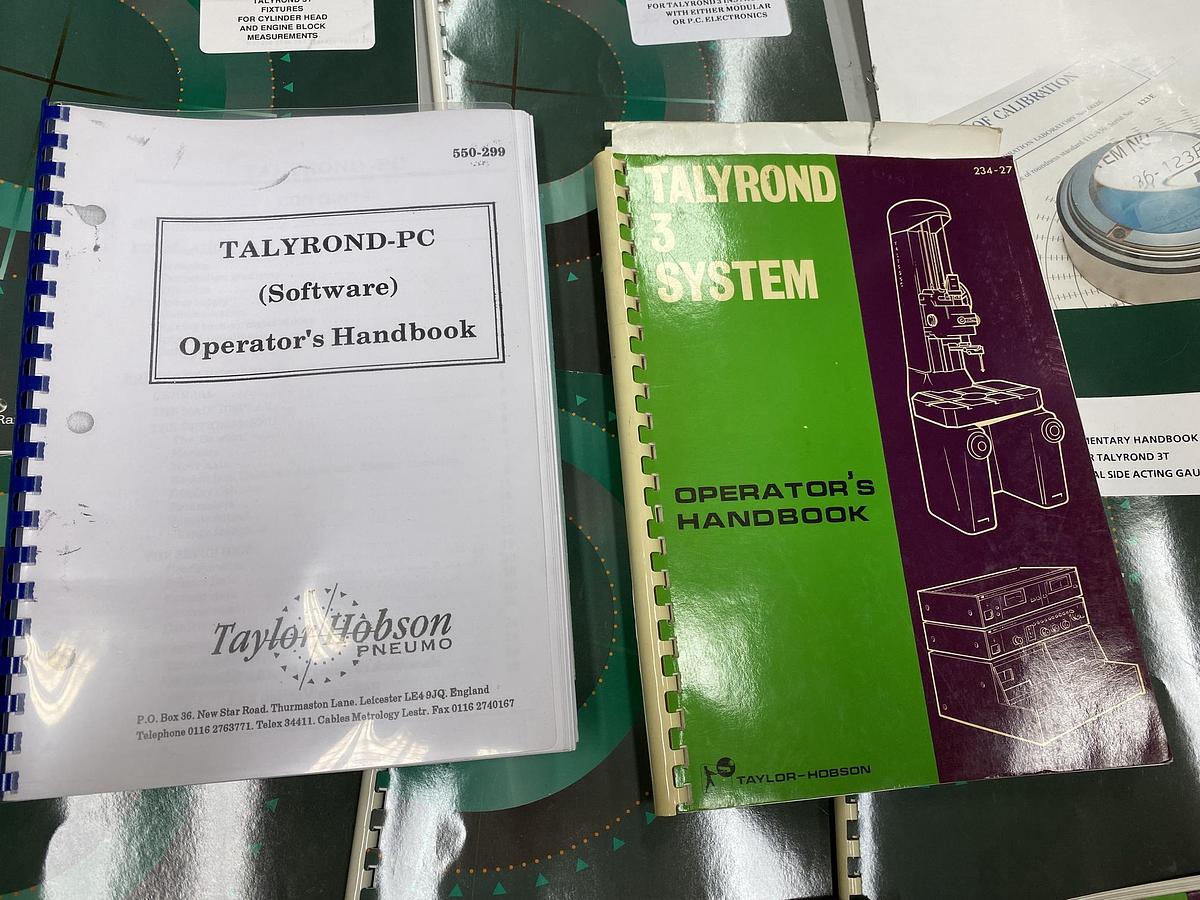 FIXTURES
FOR CYLINDER HEAD
AND ENGINE BLOCK
MEASUREMENTS
FOR TALYROND 3
WITH EITHER MODULAR
OR P.C. ELECTRONICS
OF CALIBRATION
550-299
TALYROND-PC
(Software)
Operator's Handbook
Taylor Hobson
PNEUMO
P.O. Box 36. New Star Road. Thurmaston Lane. Leicester LE4 9JQ. England
Telephone 0116 2763771. Telex 34411. Cables Metrology Lestr. Fax 0116 2740167
234-27
TALYROND
3
SYSTEM
OPERATOR'S
HANDBOOK
TAYLOR-HOBSON
MENTARY HANDBOOK
TALYROND 3T
AL SIDE ACTING GAU